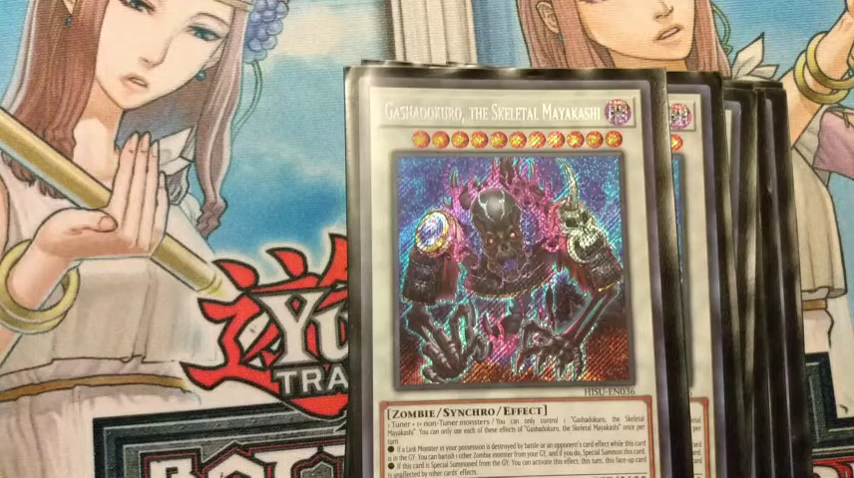 GASHADOKURO, THE SKELETAL MAYAKASHI
HISU-EN036
[ZOMBIE/SYNCHRO/EFFECT]
1 Tuner + 1+ non-Tuner monsters / You can only control 1 "Gashadokuro, the Skeletal
Mayakashi". You can only use each of these effects of "Gashadokuro, the Skeletal Mayakashi" once per
turn.
● If a Link Monster in your possession is destroyed by battle or an opponent's card effect while this card
is in the GY: You can banish 1 other Zombie monster from your GY, and if you do, Special Summon this card.
● If this card is Special Summoned from the GY: You can activate this effect; this turn, this face-up card
is unaffected by other cards' effects.
遊
Yu
TRA